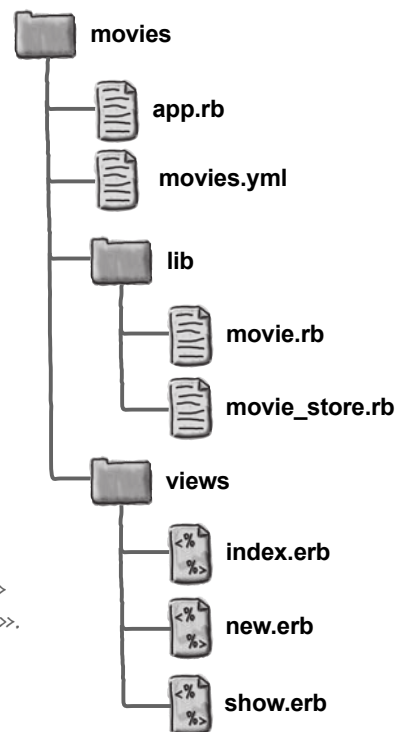 movies
app.rb
movies.yml
lib
movie.rb
movie_store.rb
views
<%
%>
index.erb
>
<%
%>
new.erb
».
<%
%>
show.erb